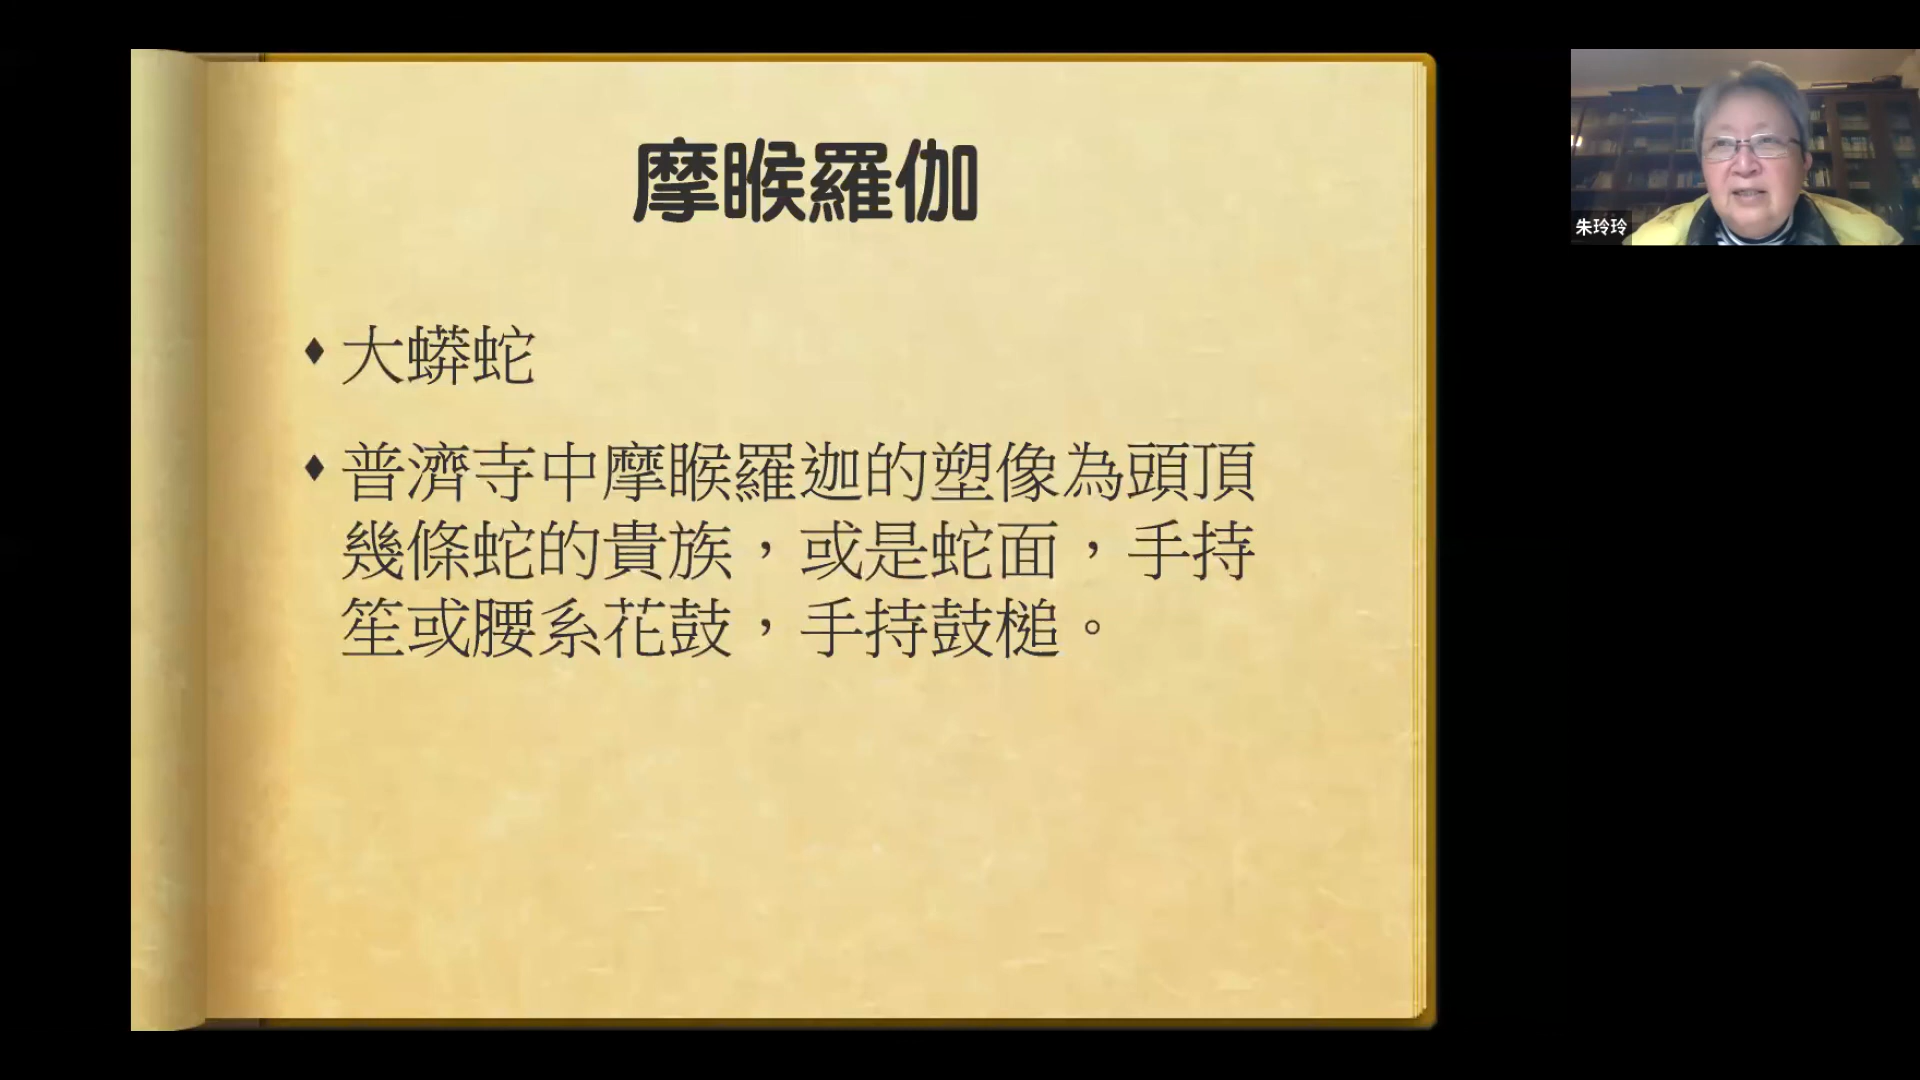 摩睺羅伽
♦大蟒蛇
♦普濟寺中摩睺羅迦的塑像為頭頂
幾條蛇的貴族，或是蛇面，手持
笙或腰系花鼓，手持鼓槌。
朱玲玲